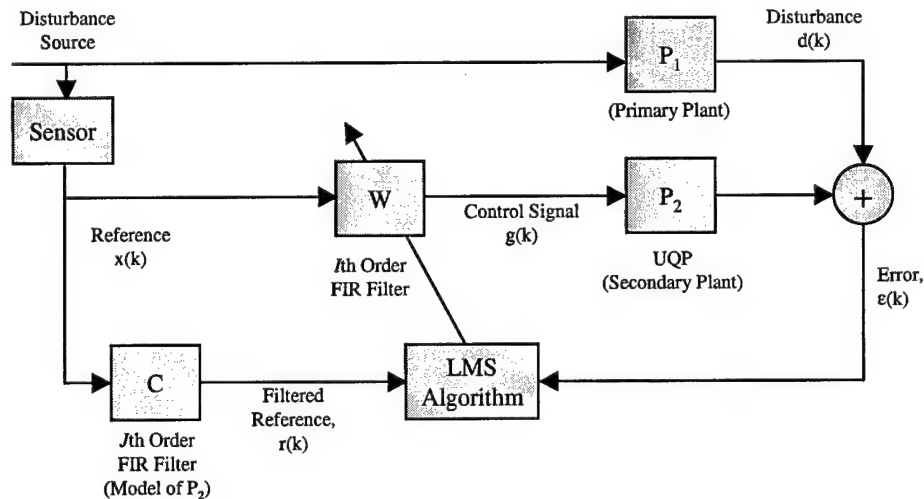 Disturbance
Source
P1
Disturbance
d(k)
(Primary Plant)
Sensor
W
Control Signal
g(k)
P2
+
Reference
x(k)
Ith Order
FIR Filter
UQP
(Secondary Plant)
Error,
ε(k)
C
Filtered
Reference,
r(k)
LMS
Algorithm
Jth Order
FIR Filter
(Model of P2)